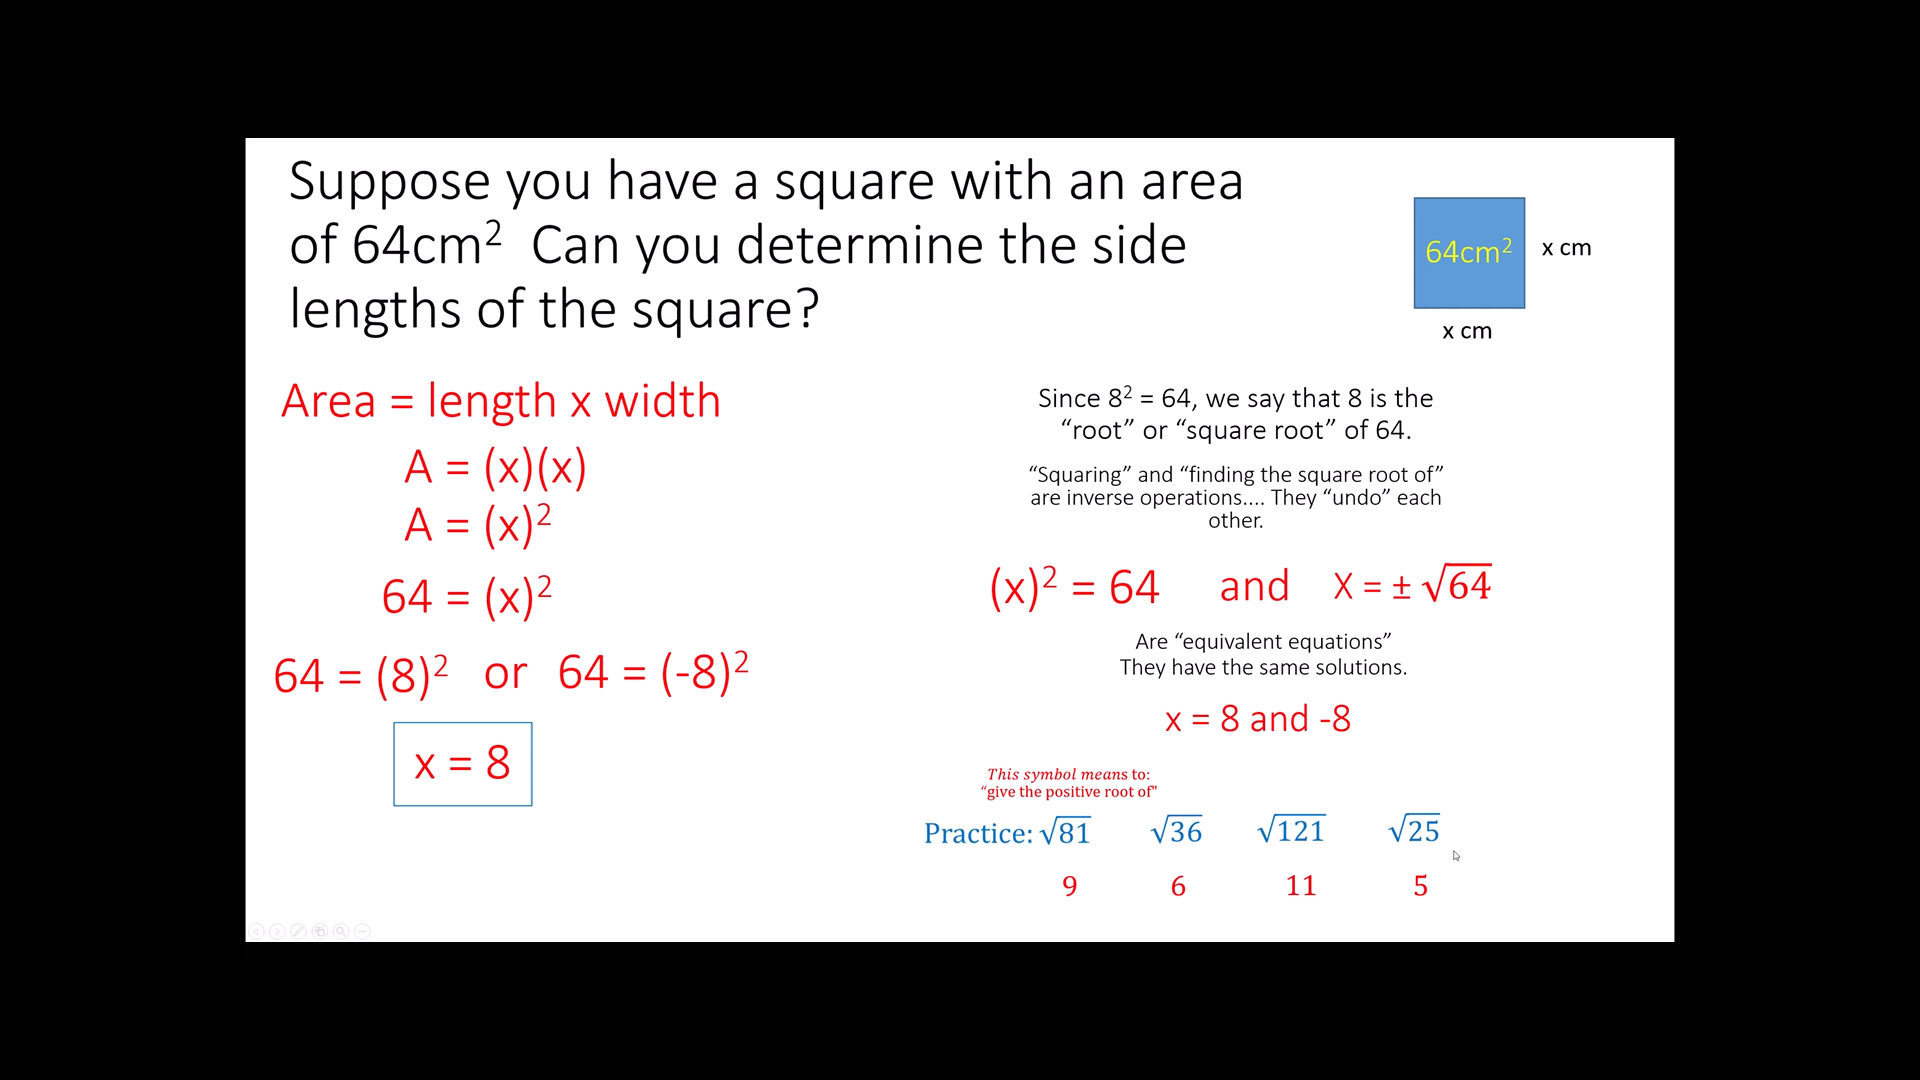 Suppose you have a square with an area
of 64cm² Can you determine the side
lengths of the square?
64cm²
x cm
x cm
Area = length x width
A = (x)(x)
A = (x)²
64 = (x)²
64 = (8)² or 64 = (-8)²
x = 8
Since 8² = 64, we say that 8 is the
“root” or “square root” of 64.
“Squaring” and “finding the square root of”
are inverse operations.... They “undo” each
other.
(x)² = 64 and X = ± √64
Are “equivalent equations”
They have the same solutions.
x = 8 and -8
This symbol means to:
“give the positive root of"
Practice: √81 √36 √121 √25
9 6 11 5